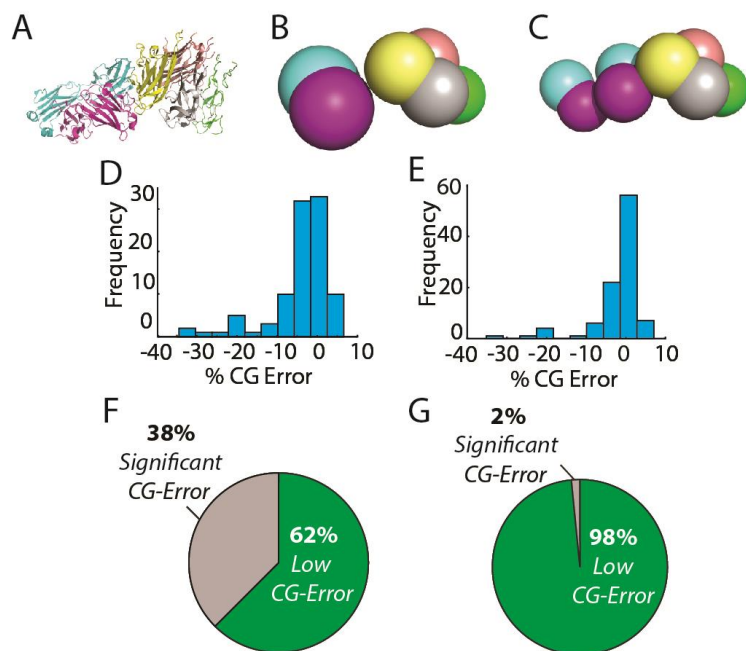 A
B
C
D
30
20
10
0
Frequency
-40 -30 -20 -10 0 10
% CG Error
E
60
40
20
0
Frequency
-40 -30 -20 -10 0 10
% CG Error
F
38%
Significant
CG-Error
62%
Low
CG-Error
G
2%
Significant
CG-Error
98%
Low
CG-Error